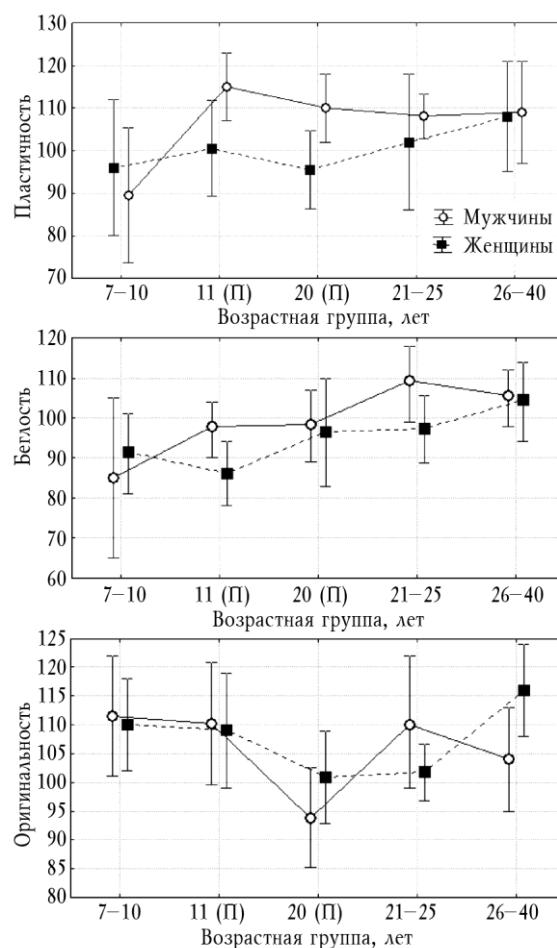 130
120
110
100
90
80
70
Пластичность
Мужчины
Женщины
7–10 11 (П) 20 (П) 21–25 26–40
Возрастная группа, лет
120
110
100
90
80
70
60
Беглость
7–10 11 (П) 20 (П) 21–25 26–40
Возрастная группа, лет
125
120
115
110
105
100
95
90
85
80
Оригинальность
7–10 11 (П) 20 (П) 21–25 26–40
Возрастная группа, лет